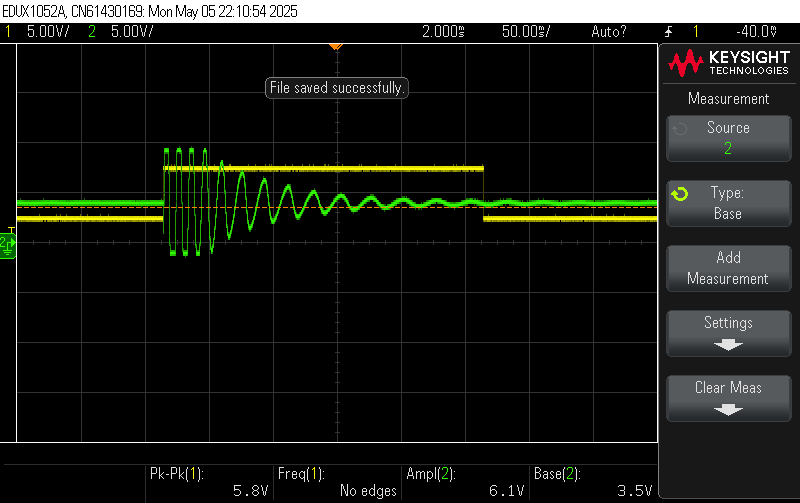 EDUX1052A, CN61430169: Mon May 05 22:10:54 2025
1 5.00V/ 2 5.00V/ 2.000s 50.00s/ Auto? 1 -40.0V
KEYSIGHT
TECHNOLOGIES
File saved successfully.
Measurement
Source
2
Type:
Base
Add
Measurement
Settings
Clear Meas
T
2
Pk-Pk(1):
5.8V
Freq(1):
No edges
Ampl(2):
6.1V
Base(2):
3.5V